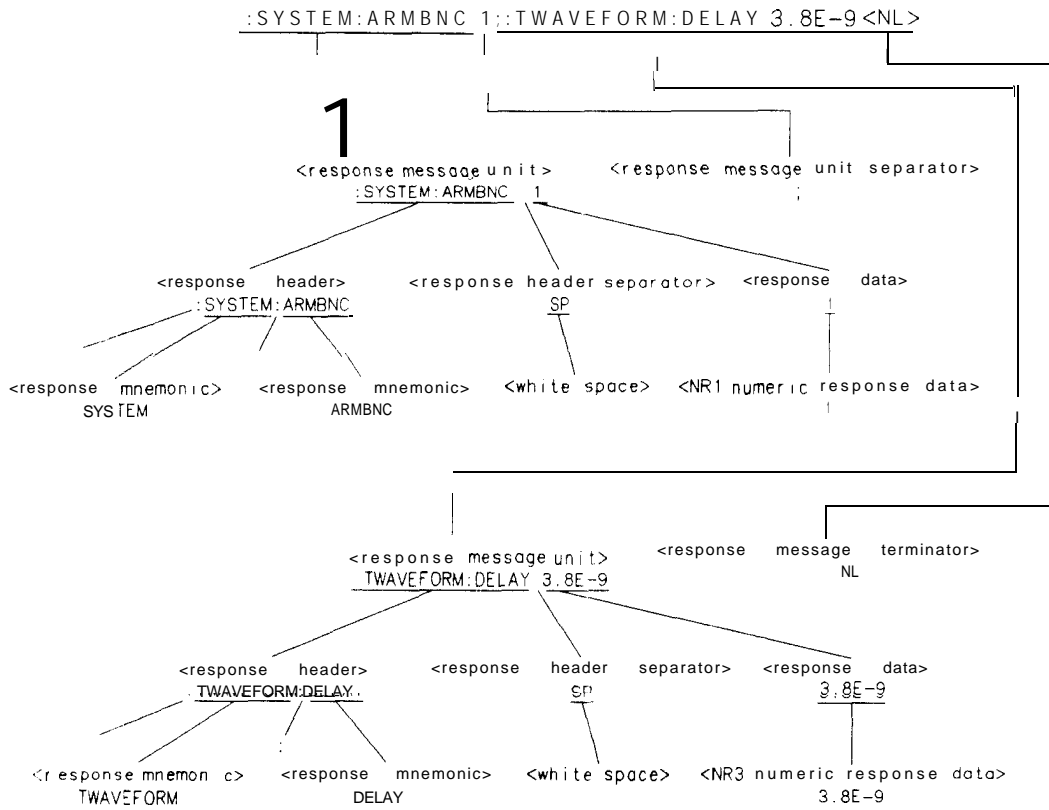 :SYSTEM:ARMBNC 1;:TWAVEFORM:DELAY 3.8E-9<NL>
1
<response message unit> <response message unit separator>
:SYSTEM:ARMBNC 1 ;
<response header> <response header separator> <response data>
:SYSTEM:ARMBNC SP 1
<response mnemonic> <response mnemonic> <white space> <NR1 numeric response data>
SYSTEM ARMBNC 1
<response message unit> <response message terminator>
TWAVEFORM:DELAY 3.8E-9 NL
<response header> <response header separator> <response data>
:TWAVEFORM:DELAY SP 3.8E-9
:
<response mnemon c> <response mnemonic> <white space> <NR3 numeric response data>
TWAVEFORM DELAY 3.8E-9